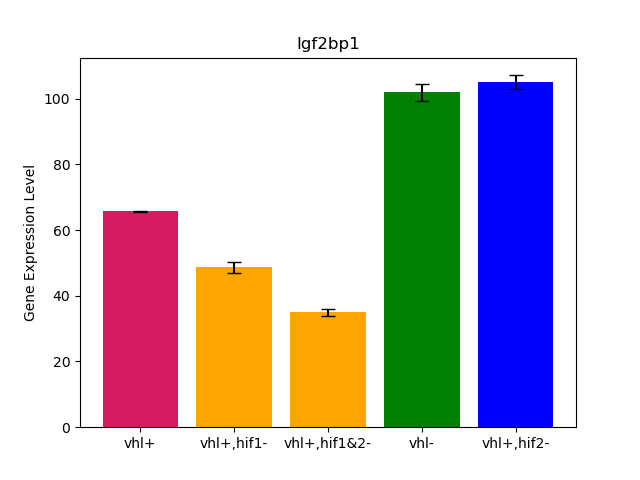 Igf2bp1
Gene Expression Level
100
80
60
40
20
0
vhl+ vhl+,hif1- vhl+,hif1&2- vhl- vhl+,hif2-